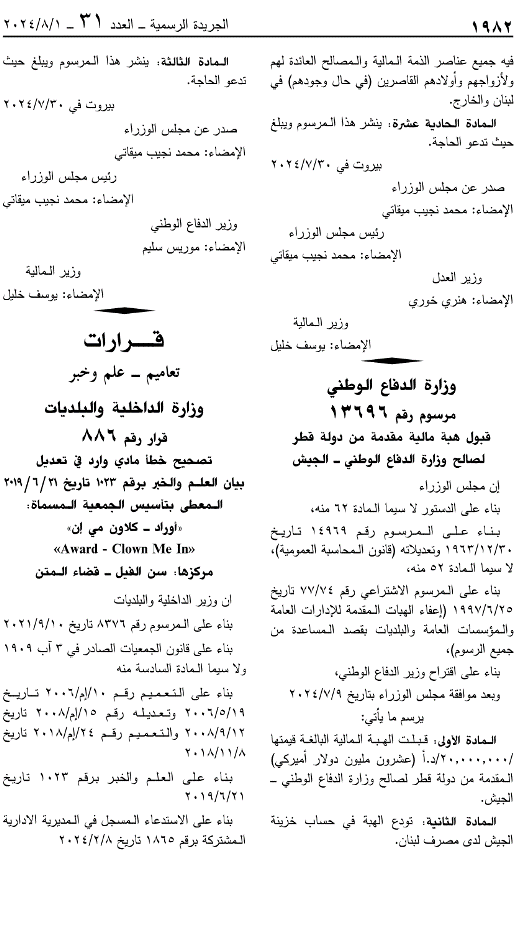 ١٩٨٢
الجريدة الرسمية ــ العدد ٣١ ــ ٢٠٢٤/٨/١
فيه جميع عناصر الذمة المالية والمصالح العائدة لهم
ولأزواجهم وأولادهم القاصرين (في حال وجودهم) في
لبنان والخارج.
المادة الحادية عشرة: ينشر هذا المرسوم ويبلغ
حيث تدعو الحاجة.
بيروت في ٢٠٢٤/٧/٣٠
صدر عن مجلس الوزراء
الإمضاء: محمد نجيب ميقاتي
رئيس مجلس الوزراء
الإمضاء: محمد نجيب ميقاتي
وزير العدل
الإمضاء: هنري خوري
وزير المالية
الإمضاء: يوسف خليل
وزارة الدفاع الوطني
مرسوم رقم ١٣٦٩٦
قبول هبة مالية مقدمة من دولة قطر
لصالح وزارة الدفاع الوطني ــ الجيش
إن مجلس الوزراء
بناء على الدستور لا سيما المادة ٦٢ منه،
بناء على المرسوم رقم ١٤٩٦٩ تاريخ
١٩٦٣/١٢/٣٠ وتعديلاته (قانون المحاسبة العمومية)،
لا سيما المادة ٥٢ منه،
بناء على المرسوم الاشتراعي رقم ٧٧/٧٤ تاريخ
١٩٩٧/٦/٢٥ (إعفاء الهبات المقدمة للإدارات العامة
والمؤسسات العامة والبلديات بقصد المساعدة من
جميع الرسوم)،
بناء على اقتراح وزير الدفاع الوطني،
وبعد موافقة مجلس الوزراء بتاريخ ٢٠٢٤/٧/٩
يرسم ما يأتي:
المادة الأولى: قبلت الهبة المالية البالغة قيمتها
/٢٠,٠٠٠,٠٠٠/د.أ (عشرون مليون دولار أميركي)
المقدمة من دولة قطر لصالح وزارة الدفاع الوطني ــ
الجيش.
المادة الثانية: تودع الهبة في حساب خزينة
الجيش لدى مصرف لبنان.
المادة الثالثة: ينشر هذا المرسوم ويبلغ حيث
تدعو الحاجة.
بيروت في ٢٠٢٤/٧/٣٠
صدر عن مجلس الوزراء
الإمضاء: محمد نجيب ميقاتي
رئيس مجلس الوزراء
الإمضاء: محمد نجيب ميقاتي
وزير الدفاع الوطني
الإمضاء: موريس سليم
وزير المالية
الإمضاء: يوسف خليل
قــرارات
تعاميم ــ علم وخبر
وزارة الداخلية والبلديات
قرار رقم ٨٨٦
تصحيح خطأ مادي وارد في تعديل
بيان العلم والخبر برقم ١٠٢٣ تاريخ ٢٠١٩/٦/٢١
المعطى بتأسيس الجمعية المسماة:
«أوراد ــ كلاون مي إن»
«Award - Clown Me In»
مركزها: سن الفيل ــ قضاء المتن
ان وزير الداخلية والبلديات
بناء على المرسوم رقم ٨٣٧٦ تاريخ ٢٠٢١/٩/١٠
بناء على قانون الجمعيات الصادر في ٣ آب ١٩٠٩
ولا سيما المادة السادسة منه
بناء على التعميم رقم ١٠/إم/٢٠٠٦ تاريخ
٢٠٠٦/٥/١٩ وتعديله رقم ١٥/إم/٢٠٠٨ تاريخ
٢٠٠٨/٩/١٢ والتعميم رقم ٢٤/إم/٢٠١٨ تاريخ
٢٠١٨/١١/٨
بناء على العلم والخبر برقم ١٠٢٣ تاريخ
٢٠١٩/٦/٢١
بناء على الاستدعاء المسجل في المديرية الادارية
المشتركة برقم ١٨٦٥ تاريخ ٢٠٢٤/٢/٨